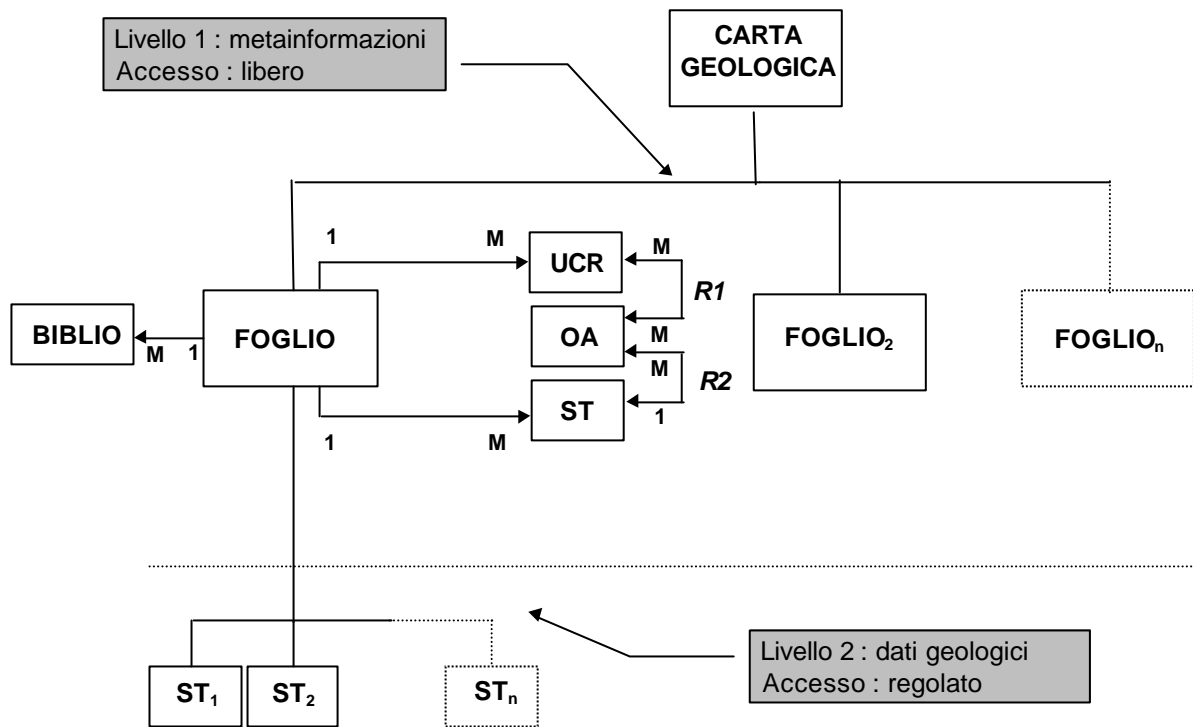 Livello 1 : metainformazioni
Accesso : libero
CARTA
GEOLOGICA
1
M
UCR
M
R1
BIBLIO
M
1
FOGLIO
OA
M
M
R2
ST
1
1
M
FOGLIO2
FOGLIOn
Livello 2 : dati geologici
Accesso : regolato
ST1
ST2
STn